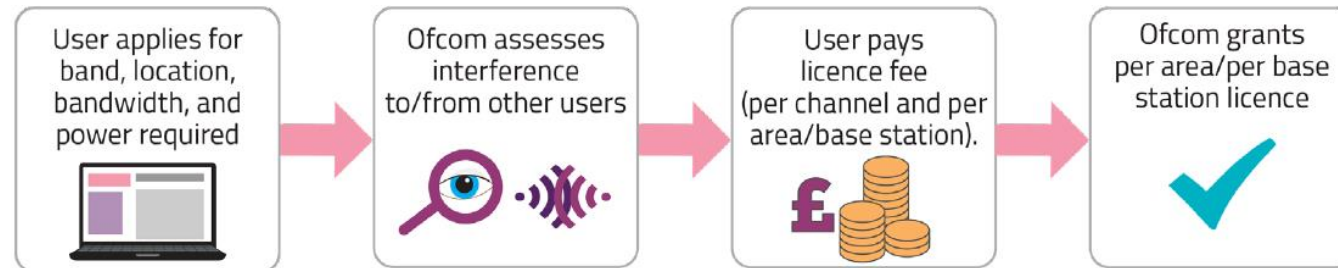 User applies for
band, location,
bandwidth, and
power required
Ofcom assesses
interference
to/from other users
User pays
licence fee
(per channel and per
area/base station).
£
Ofcom grants
per area/per base
station licence